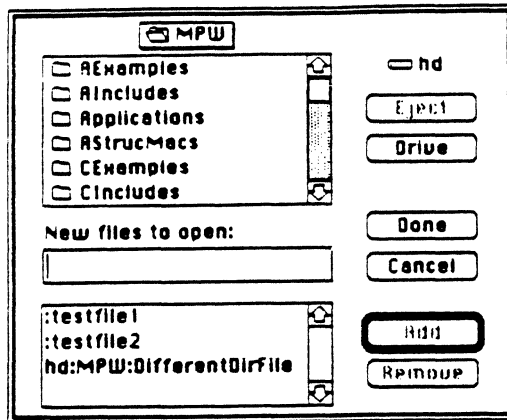 MPW
AExamples
AIncludes
Applications
AStrucMacs
CExamples
CIncludes
hd
Eject
Drive
New files to open:
Done
Cancel
:testfile1
:testfile2
hd:MPW:DifferentDirFile
Add
Remove